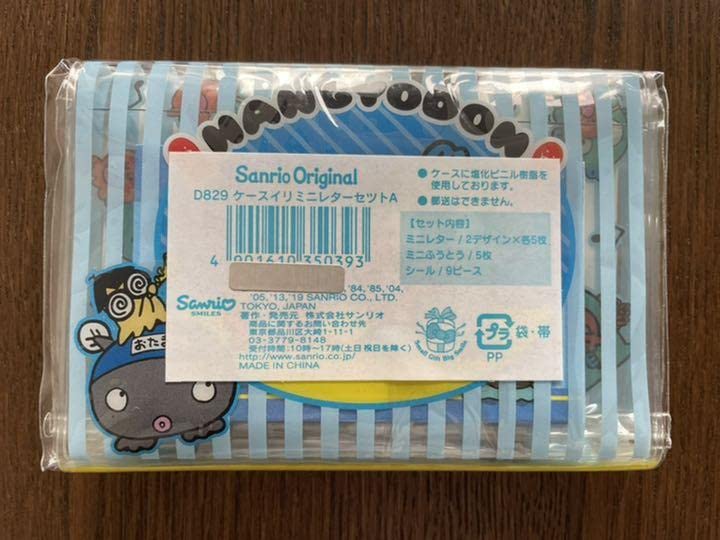 HANGYODON
Sanrio Original
D829 ケースイリミニレターセツトA
4 901610 350393
'84,'85,'04,
'05,'13,'19 SANRIO CO., LTD.
TOKYO, JAPAN
著作・発売元 株式会社サンリオ
商品に関するお問い合わせ先
東京都品川区大崎1-11-1
03-3779-8148
受付時間:10時~17時(土日祝日を除く)
http://www.sanrio.co.jp/
MADE IN CHINA
Sanrio
SMILES
●ケースに塩化ビニル樹脂を
使用しております。
●郵送はできません。
【セット内容】
ミニレター/2デザイン×各5枚
ミニふうとう/5枚
シール/9ピース
Small Gift Big Smile
プラ 袋・帯
PP
おたま